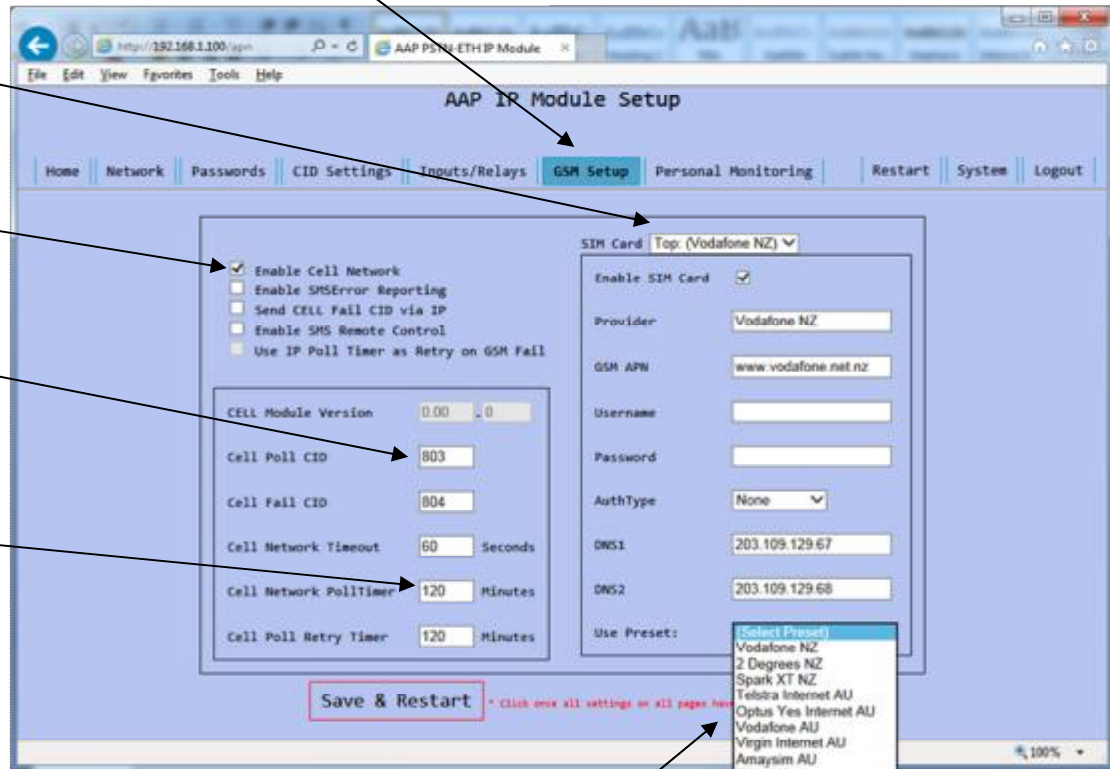 http://192.168.1.100/apn
AAP PSTN-ETH IP Module
File Edit View Favorites Tools Help
AAP IP Module Setup
Home Network Passwords CID Settings Inputs/Relays GSM Setup Personal Monitoring Restart System Logout
SIM Card Top: (Vodafone NZ)
Enable Cell Network
Enable SMSError Reporting
Send CELL Fail CID via IP
Enable SMS Remote Control
Use IP Poll Timer as Retry on GSM Fail
CELL Module Version 0.00 . 0
Cell Poll CID 803
Cell Fail CID 804
Cell Network Timeout 60 Seconds
Cell Network PollTimer 120 Minutes
Cell Poll Retry Timer 120 Minutes
Enable SIM Card
Provider Vodafone NZ
GSM APN www.vodafone.net.nz
Username
Password
AuthType None
DNS1 203.109.129.67
DNS2 203.109.129.68
Use Preset: (Select Preset)
Vodafone NZ
2 Degrees NZ
Spark XT NZ
Telstra Internet AU
Optus Yes Internet AU
Vodafone AU
Virgin Internet AU
Amaysim AU
Save & Restart * Click once all settings on all pages hav
100%